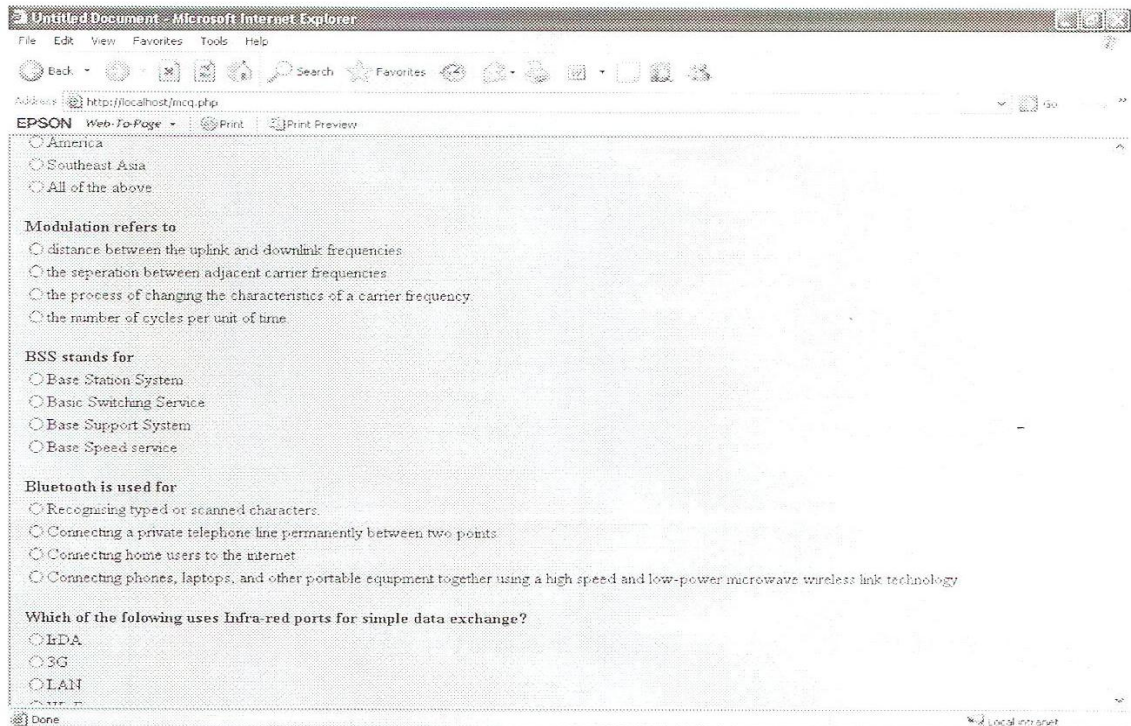 Untitled Document - Microsoft Internet Explorer
File Edit View Favorites Tools Help
Back Search Favorites
Address http://localhost/mcq.php Go
EPSON Web-To-Page Print Print Preview
America
Southeast Asia
All of the above
Modulation refers to
distance between the uplink and downlink frequencies
the seperation between adjacent carrier frequencies
the process of changing the characteristics of a carrier frequency.
the number of cycles per unit of time.
BSS stands for
Base Station System
Basic Switching Service
Base Support System
Base Speed service
Bluetooth is used for
Recognising typed or scanned characters.
Connecting a private telephone line permanently between two points
Connecting home users to the internet
Connecting phones, laptops, and other portable equipment together using a high speed and low-power microwave wireless link technology
Which of the folowing uses Infra-red ports for simple data exchange?
IrDA
3G
LAN
Done Local intranet